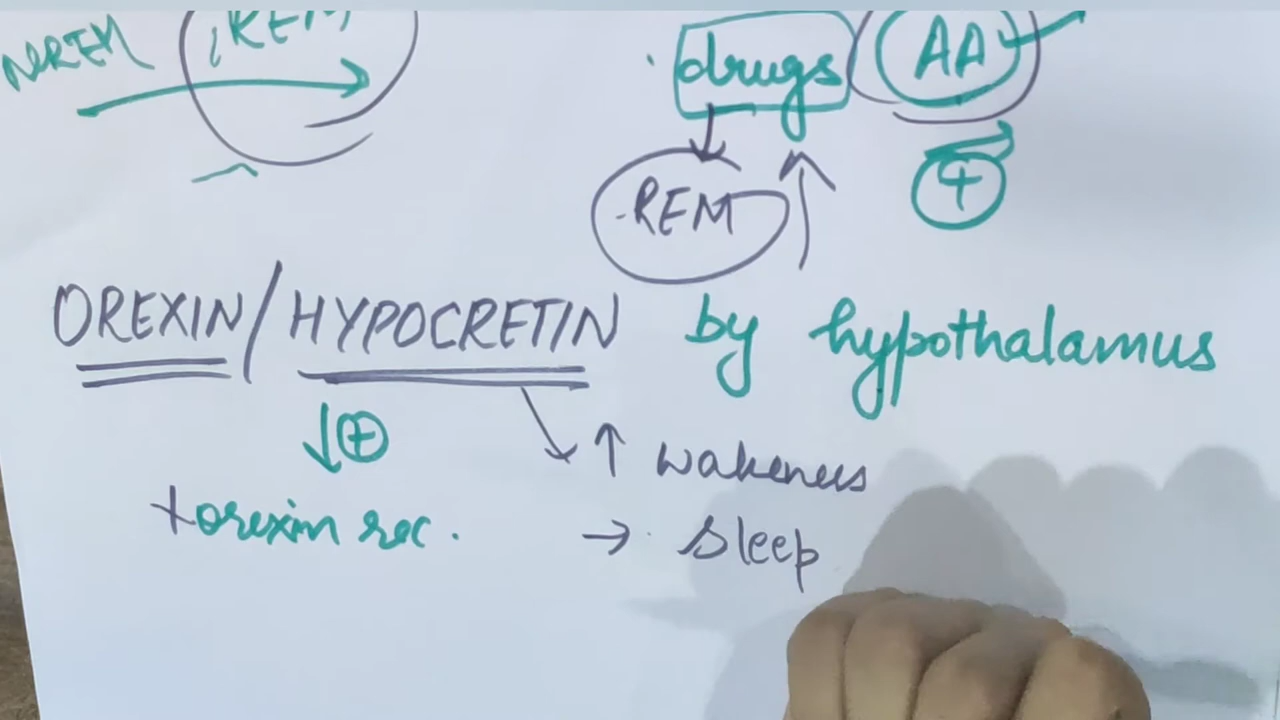 NREM REM drugs AA
REM +
OREXIN/HYPOCRETIN by hypothalamus
↓ + ↑ wakeness
+orexin rec. → sleep